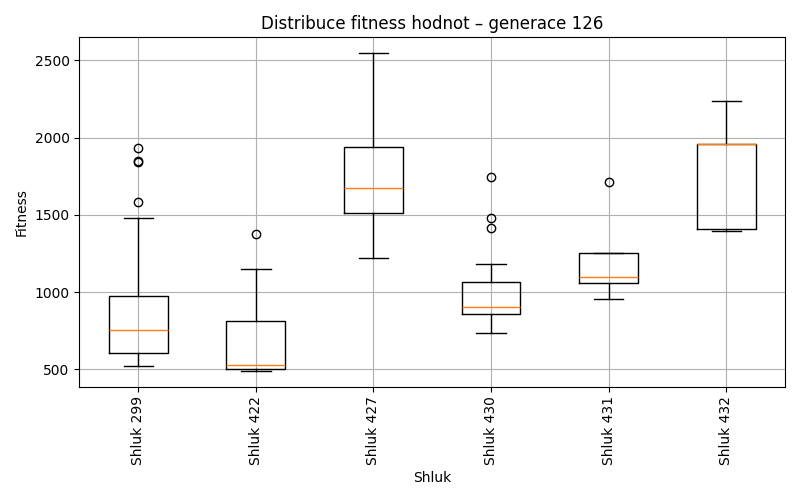 Distribuce fitness hodnot – generace 126
Fitness
2500
2000
1500
1000
500
Shluk 299
Shluk 422
Shluk 427
Shluk 430
Shluk 431
Shluk 432
Shluk